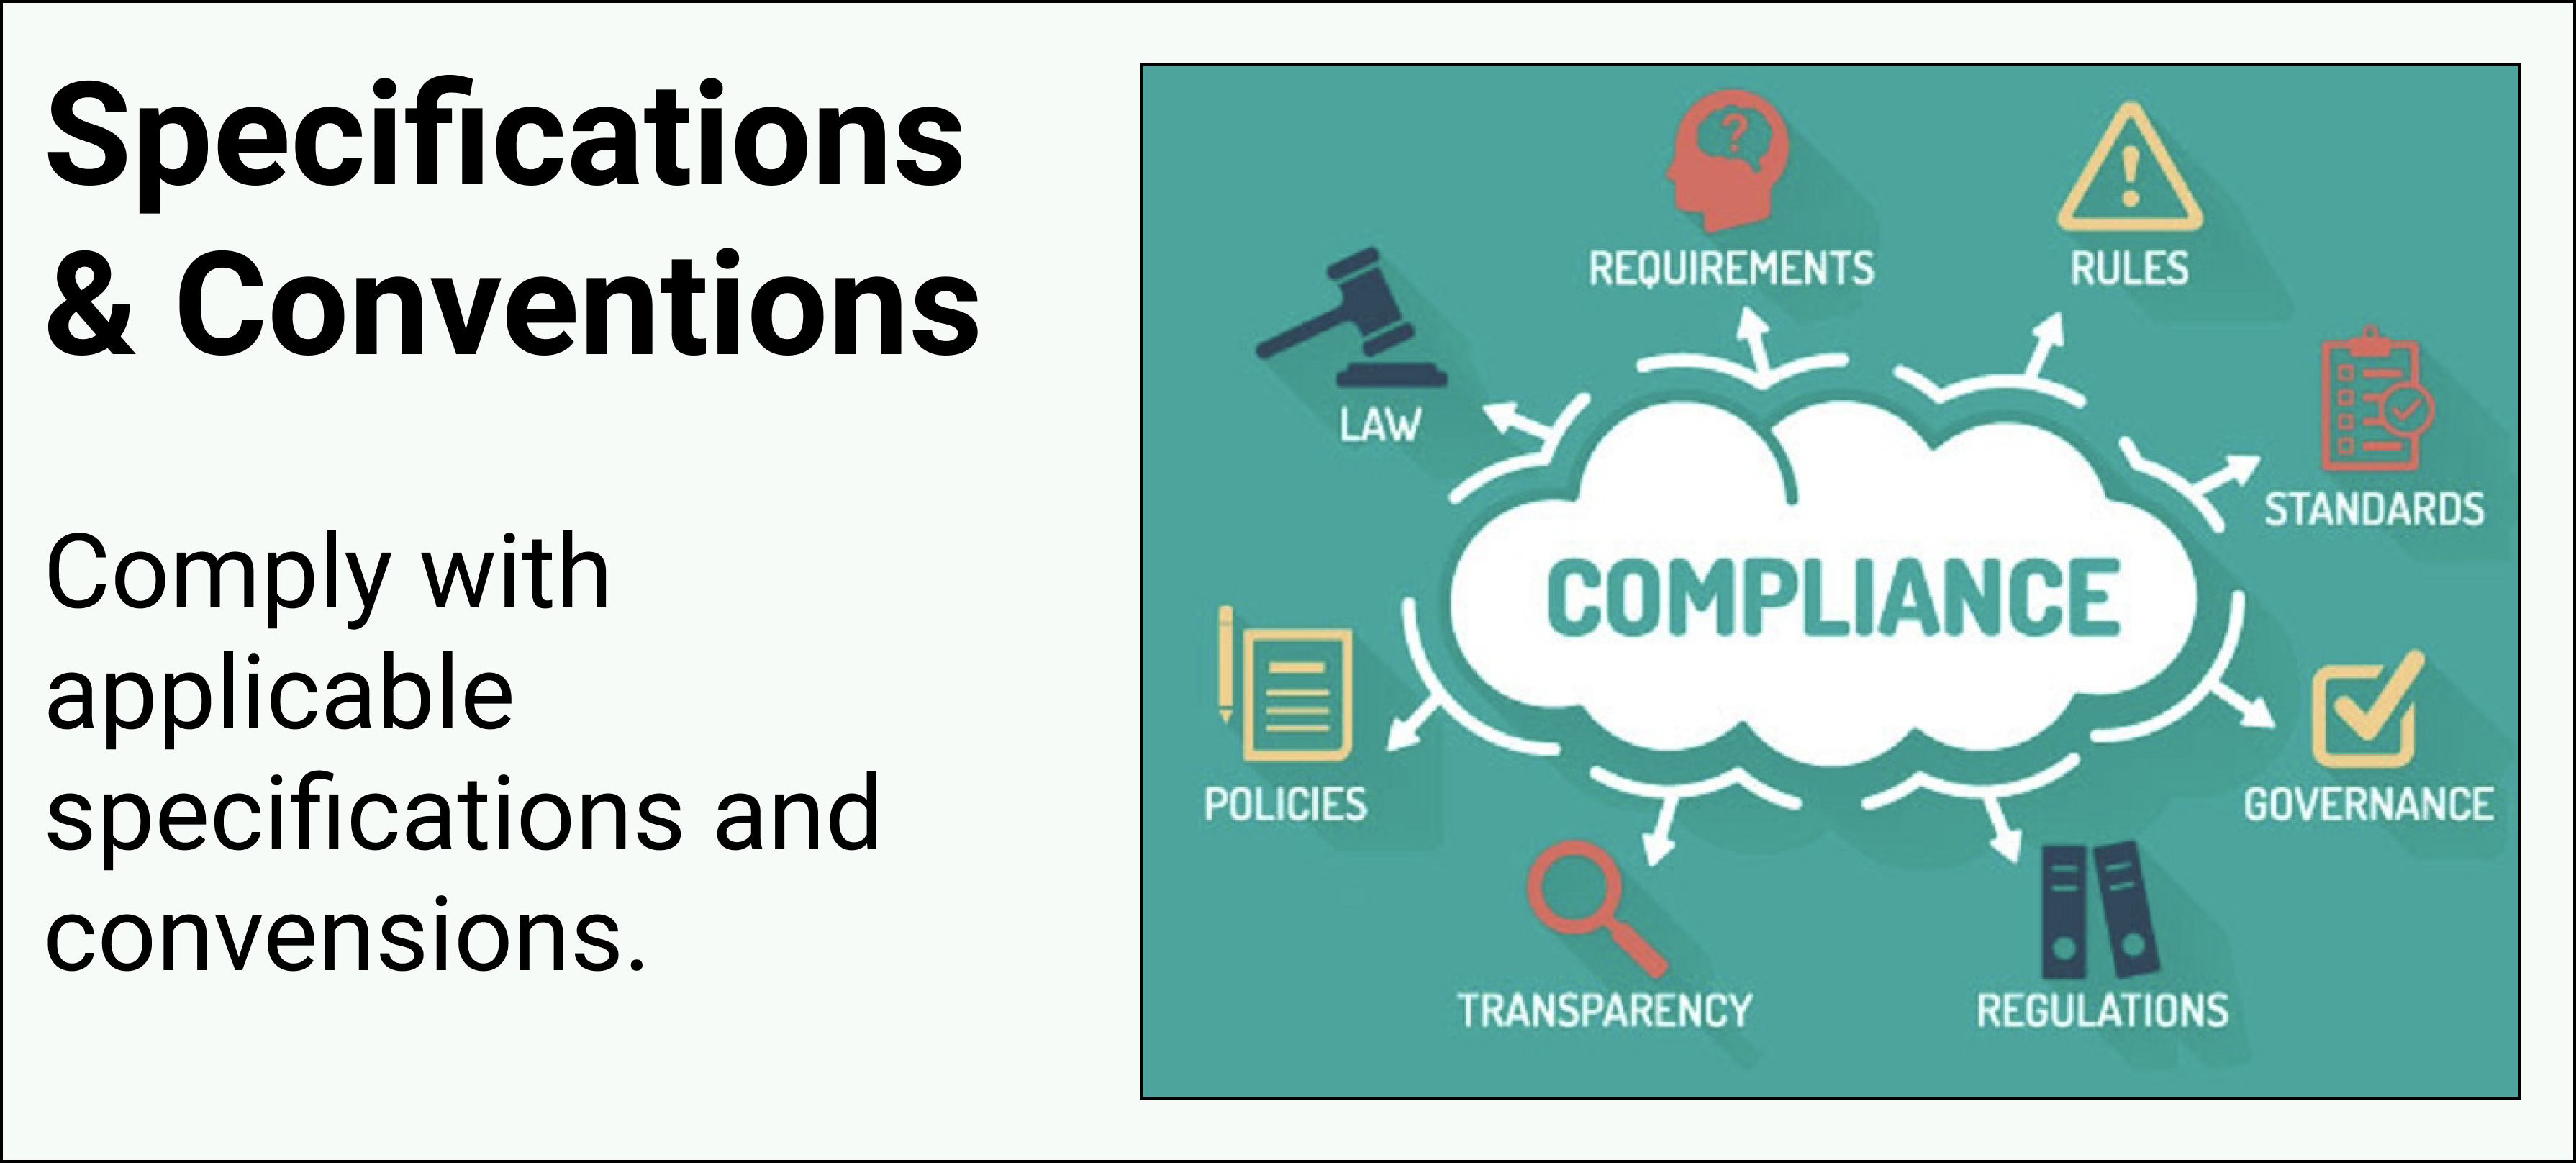 Specifications
& Conventions
Comply with
applicable
specifications and
convensions.
REQUIREMENTS
RULES
LAW
STANDARDS
COMPLIANCE
POLICIES
GOVERNANCE
TRANSPARENCY
REGULATIONS